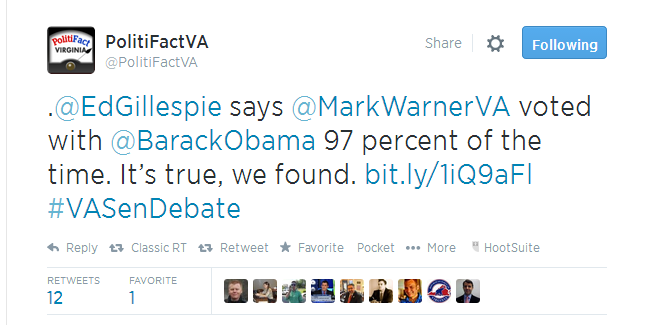 PolitiFact
VIRGINIA
PolitiFactVA
@PolitiFactVA
Share
Following
.@EdGillespie says @MarkWarnerVA voted
with @BarackObama 97 percent of the
time. It's true, we found. bit.ly/1iQ9aFl
#VASenDebate
Reply Classic RT Retweet Favorite Pocket More HootSuite
RETWEETS FAVORITE
12 1